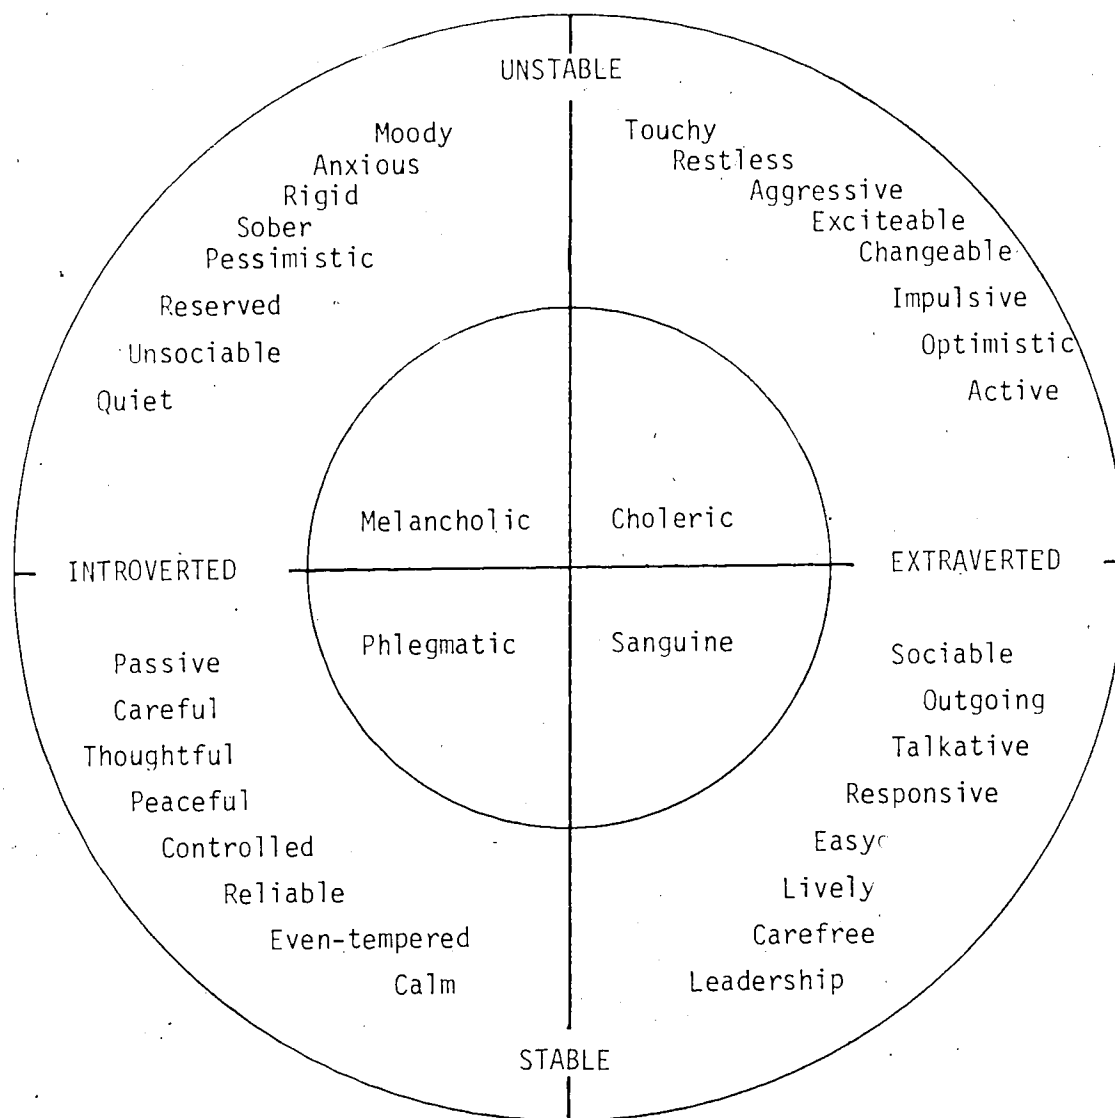 UNSTABLE
Moody
Anxious
Rigid
Sober
Pessimistic
Reserved
Unsociable
Quiet
Touchy
Restless
Aggressive
Exciteable
Changeable
Impulsive
Optimistic
Active
Melancholic
Choleric
INTROVERTED
EXTRAVERTED
Phlegmatic
Sanguine
Passive
Careful
Thoughtful
Peaceful
Controlled
Reliable
Even-tempered
Calm
Sociable
Outgoing
Talkative
Responsive
Lively
Carefree
Leadership
STABLE